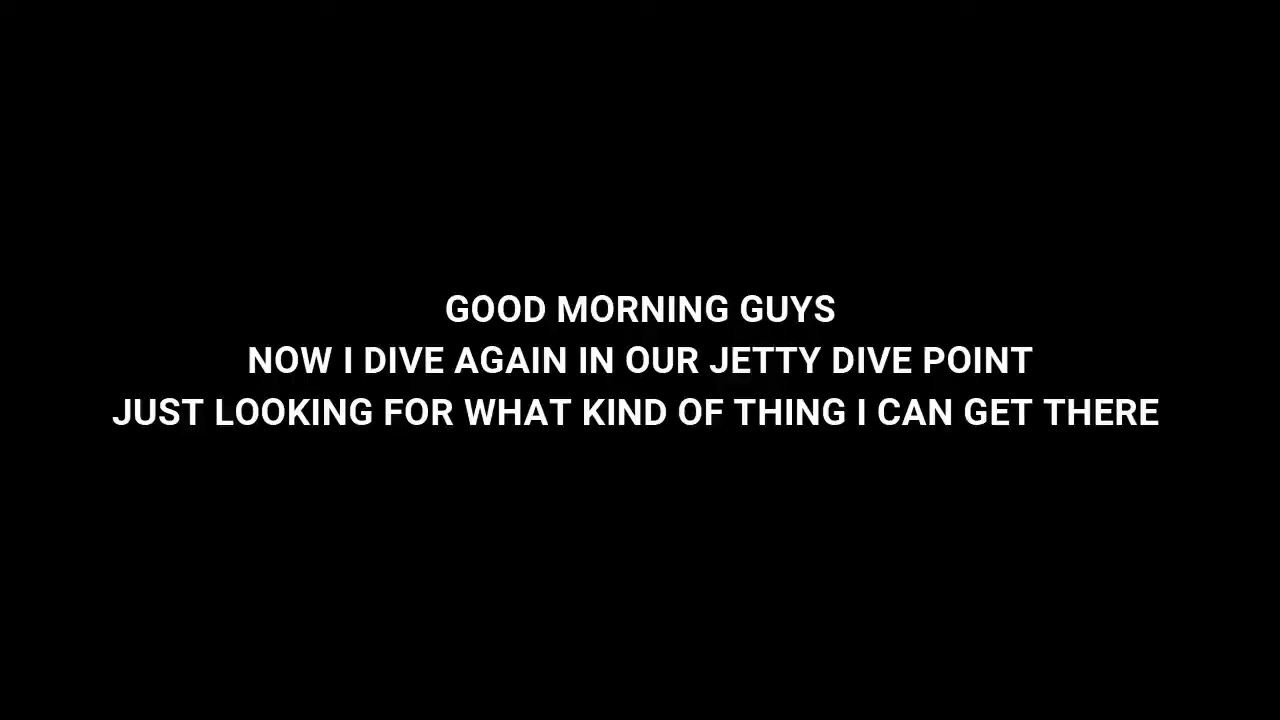 GOOD MORNING GUYS
NOW I DIVE AGAIN IN OUR JETTY DIVE POINT
JUST LOOKING FOR WHAT KIND OF THING I CAN GET THERE